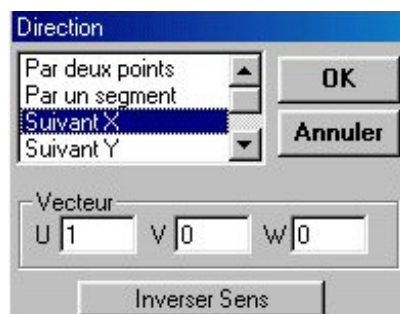 Direction
Par deux points
Par un segment
Suivant X
Suivant Y
OK
Annuler
Vecteur
U 1 V 0 W 0
Inverser Sens